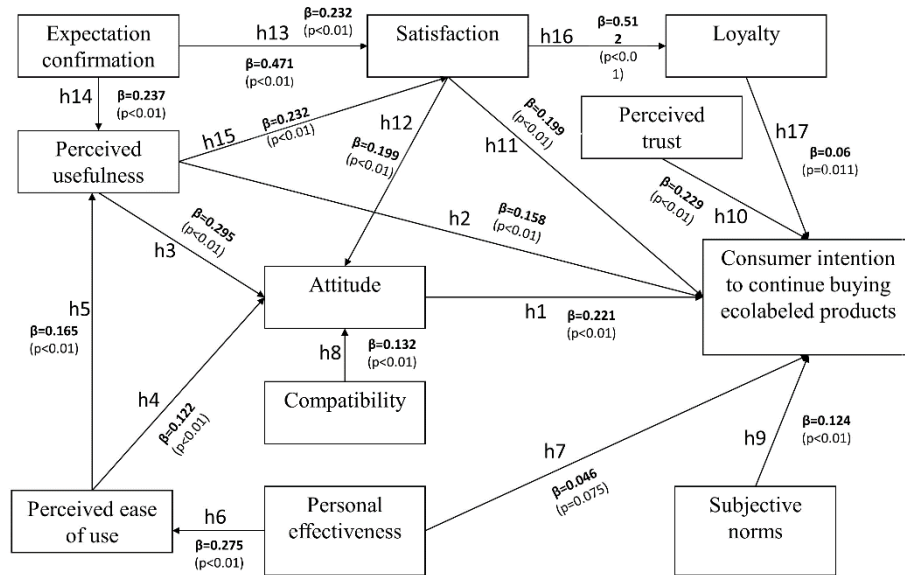 Expectation
confirmation
h13
β=0.232
(p<0.01)
β=0.471
(p<0.01)
Satisfaction
h16
β=0.51
2
(p<0.0
1)
Loyalty
h14
β=0.237
(p<0.01)
Perceived
usefulness
h15
β=0.232
(p<0.01)
h12
β=0.199
(p<0.01)
h11
β=0.199
(p<0.01)
Perceived
trust
h17
β=0.06
(p=0.011)
β=0.229
(p<0.01)
h10
h3
β=0.295
(p<0.01)
h2
β=0.158
(p<0.01)
Consumer intention
to continue buying
ecolabeled products
Attitude
h1
β=0.221
(p<0.01)
h5
β=0.165
(p<0.01)
h4
β=0.122
(p<0.01)
h8
β=0.132
(p<0.01)
Compatibility
h7
β=0.046
(p=0.075)
h9
β=0.124
(p<0.01)
Perceived ease
of use
h6
β=0.275
(p<0.01)
Personal
effectiveness
Subjective
norms